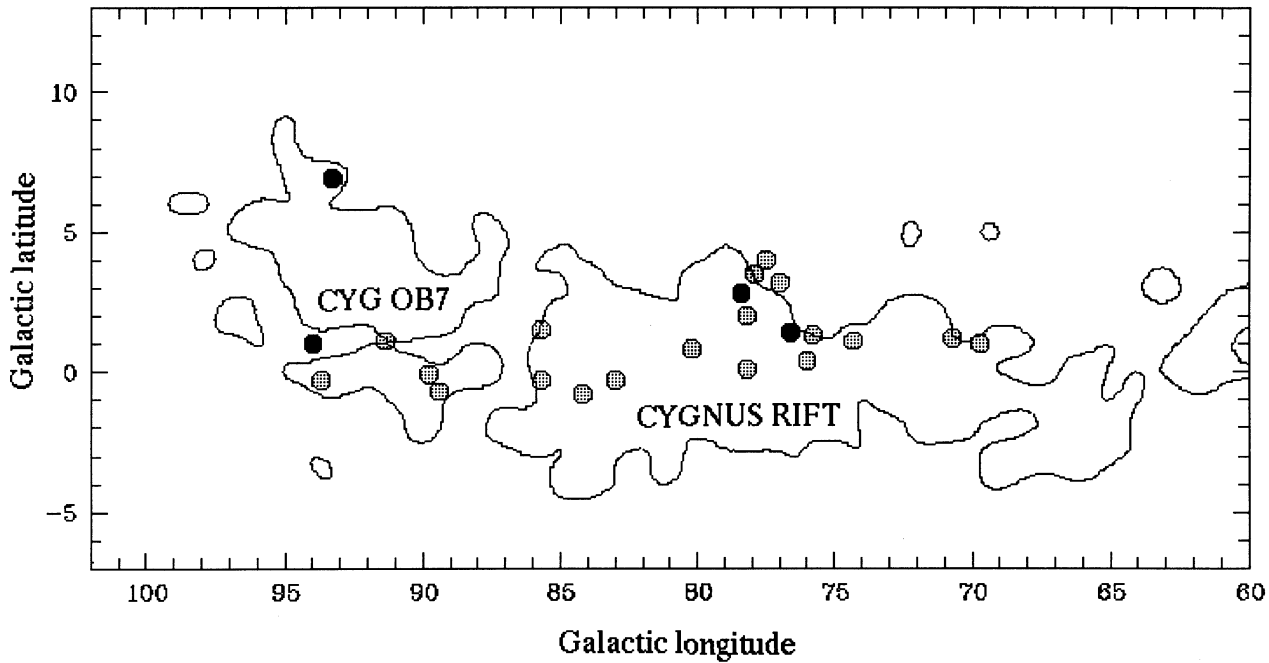 10
5
0
−5
Galactic latitude
CYG OB7
CYGNUS RIFT
100 95 90 85 80 75 70 65 60
Galactic longitude